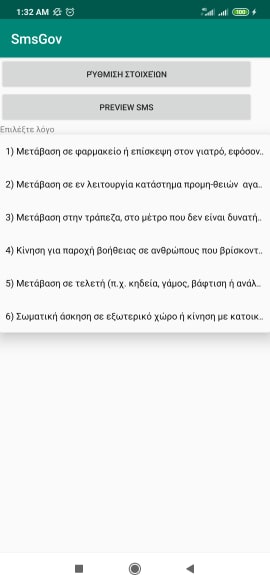 1:32 AM
100
SmsGov
ΡΎΘΜΙΣΗ ΣΤΟΙΧΕΊΩΝ
PREVIEW SMS
Επιλέξτε λόγο
1) Μετάβαση σε φαρμακείο ή επίσκεψη στον γιατρό, εφόσον..
2) Μετάβαση σε εν λειτουργία κατάστημα προμη-θειών αγα..
3) Μετάβαση στην τράπεζα, στο μέτρο που δεν είναι δυνατή..
4) Κίνηση για παροχή βοήθειας σε ανθρώπους που βρίσκοντ..
5) Μετάβαση σε τελετή (π.χ. κηδεία, γάμος, βάφτιση ή ανάλ..
6) Σωματική άσκηση σε εξωτερικό χώρο ή κίνηση με κατοικ..